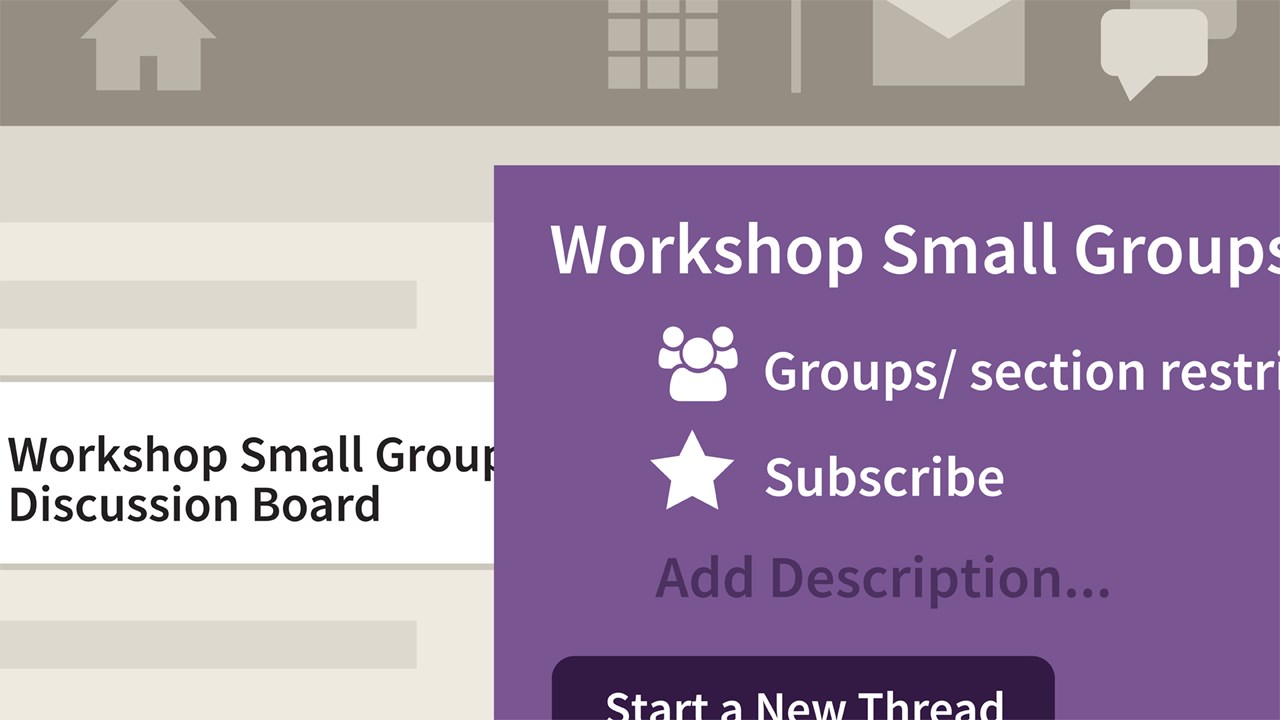 Workshop Small Groups
Groups/ section restri
Subscribe
Add Description...
Start a New Thread
Workshop Small Group
Discussion Board